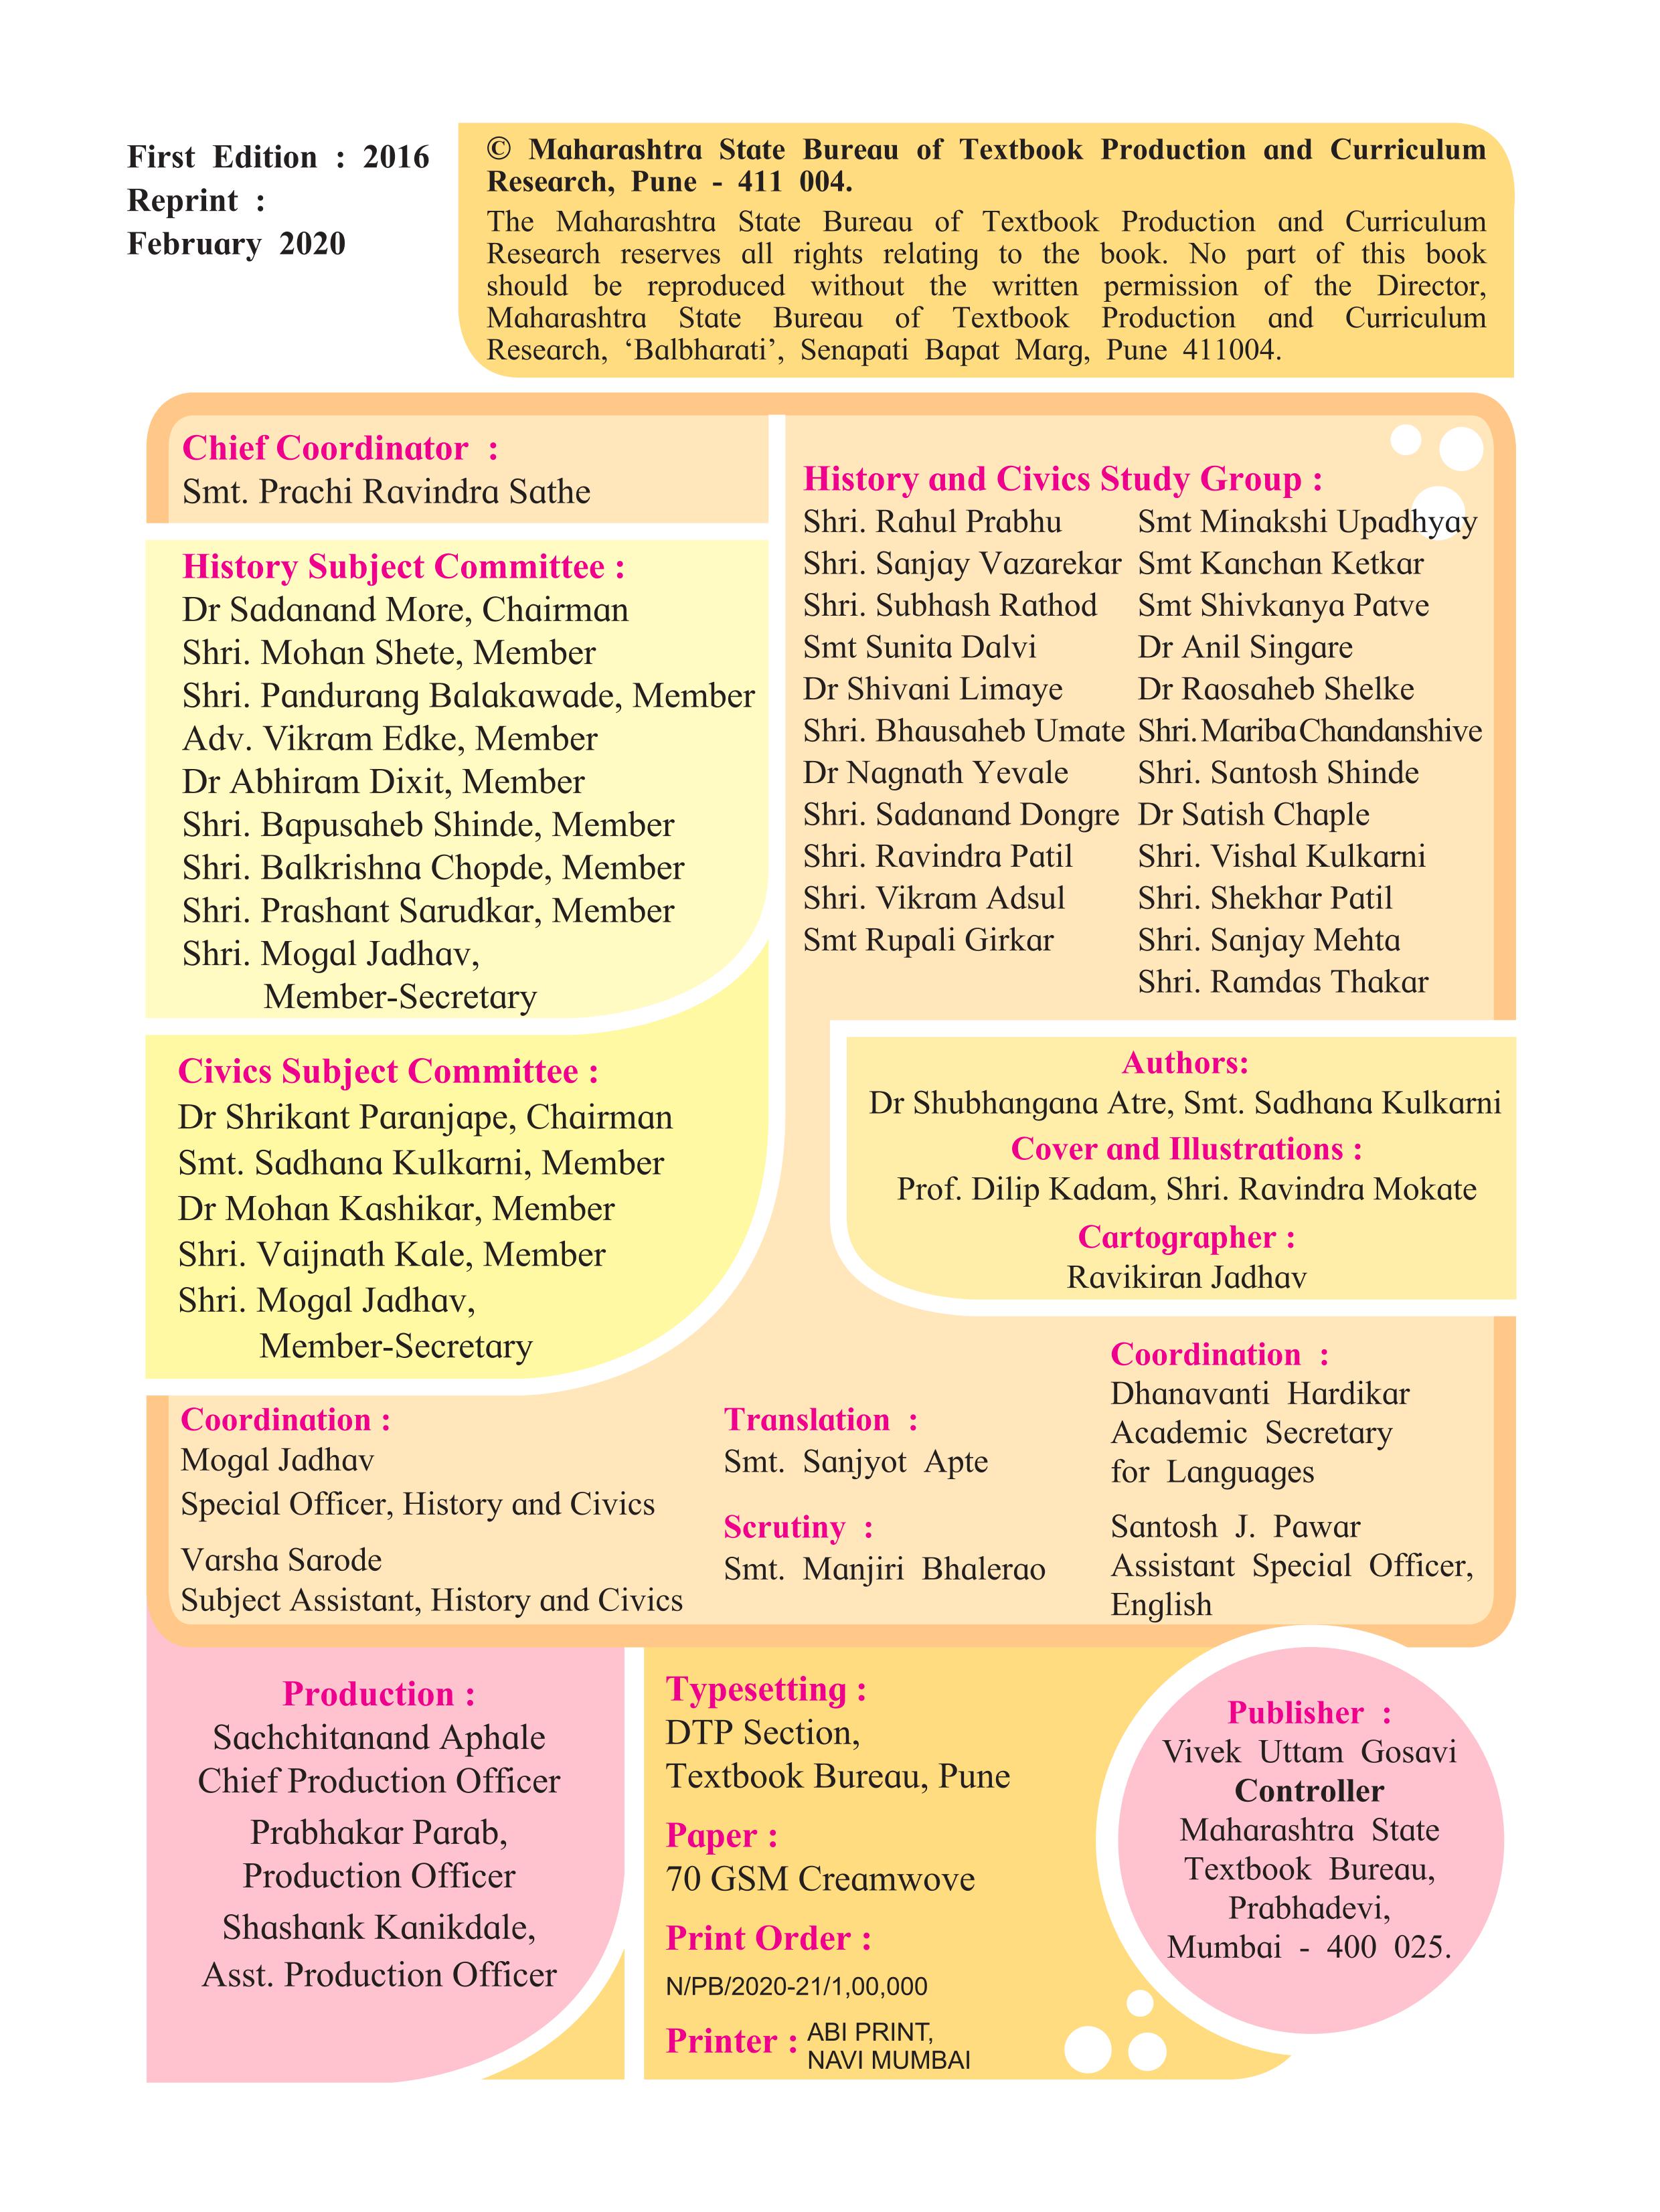 First Edition : 2016
Reprint :
February 2020
© Maharashtra State Bureau of Textbook Production and Curriculum
Research, Pune - 411 004.
The Maharashtra State Bureau of Textbook Production and Curriculum
Research reserves all rights relating to the book. No part of this book
should be reproduced without the written permission of the Director,
Maharashtra State Bureau of Textbook Production and Curriculum
Research, ‘Balbharati’, Senapati Bapat Marg, Pune 411004.
Chief Coordinator :
Smt. Prachi Ravindra Sathe
History Subject Committee :
Dr Sadanand More, Chairman
Shri. Mohan Shete, Member
Shri. Pandurang Balakawade, Member
Adv. Vikram Edke, Member
Dr Abhiram Dixit, Member
Shri. Bapusaheb Shinde, Member
Shri. Balkrishna Chopde, Member
Shri. Prashant Sarudkar, Member
Shri. Mogal Jadhav,
Member-Secretary
Civics Subject Committee :
Dr Shrikant Paranjape, Chairman
Smt. Sadhana Kulkarni, Member
Dr Mohan Kashikar, Member
Shri. Vaijnath Kale, Member
Shri. Mogal Jadhav,
Member-Secretary
History and Civics Study Group :
Shri. Rahul Prabhu
Shri. Sanjay Vazarekar
Shri. Subhash Rathod
Smt Sunita Dalvi
Dr Shivani Limaye
Shri. Bhausaheb Umate
Dr Nagnath Yevale
Shri. Sadanand Dongre
Shri. Ravindra Patil
Shri. Vikram Adsul
Smt Rupali Girkar
Smt Minakshi Upadhyay
Smt Kanchan Ketkar
Smt Shivkanya Patve
Dr Anil Singare
Dr Raosaheb Shelke
Shri. Mariba Chandanshive
Shri. Santosh Shinde
Dr Satish Chaple
Shri. Vishal Kulkarni
Shri. Shekhar Patil
Shri. Sanjay Mehta
Shri. Ramdas Thakar
Authors:
Dr Shubhangana Atre, Smt. Sadhana Kulkarni
Cover and Illustrations :
Prof. Dilip Kadam, Shri. Ravindra Mokate
Cartographer :
Ravikiran Jadhav
Coordination :
Mogal Jadhav
Special Officer, History and Civics
Varsha Sarode
Subject Assistant, History and Civics
Translation :
Smt. Sanjyot Apte
Scrutiny :
Smt. Manjiri Bhalerao
Coordination :
Dhanavanti Hardikar
Academic Secretary
for Languages
Santosh J. Pawar
Assistant Special Officer,
English
Production :
Sachchitanand Aphale
Chief Production Officer
Prabhakar Parab,
Production Officer
Shashank Kanikdale,
Asst. Production Officer
Typesetting :
DTP Section,
Textbook Bureau, Pune
Paper :
70 GSM Creamwove
Print Order :
N/PB/2020-21/1,00,000
Printer : ABI PRINT,
NAVI MUMBAI
Publisher :
Vivek Uttam Gosavi
Controller
Maharashtra State
Textbook Bureau,
Prabhadevi,
Mumbai - 400 025.